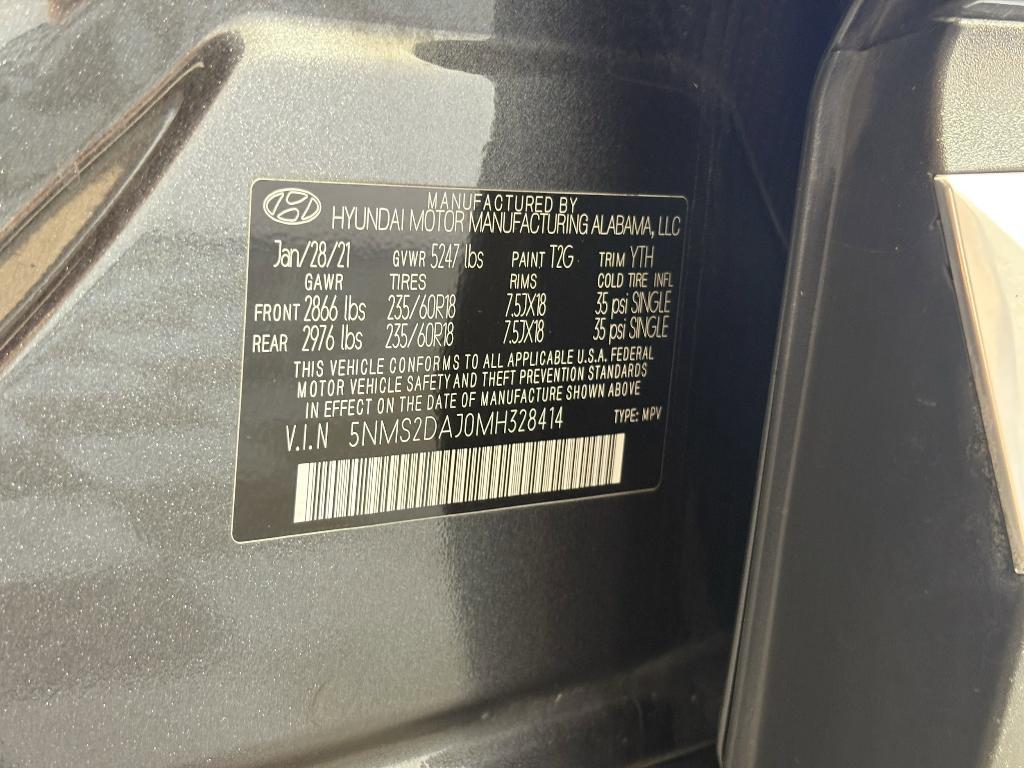 MANUFACTURED BY
HYUNDAI MOTOR MANUFACTURING ALABAMA, LLC
Jan/28/21 GVWR 5247 lbs PAINT T2G TRIM YTH
GAWR TIRES RIMS COLD TIRE INFL
FRONT 2866 lbs 235/60R18 7.5JX18 35 psi SINGLE
REAR 2976 lbs 235/60R18 7.5JX18 35 psi SINGLE
THIS VEHICLE CONFORMS TO ALL APPLICABLE U.S.A. FEDERAL
MOTOR VEHICLE SAFETY AND THEFT PREVENTION STANDARDS
IN EFFECT ON THE DATE OF MANUFACTURE SHOWN ABOVE
V.I.N 5NMS2DAJ0MH328414 TYPE: MPV